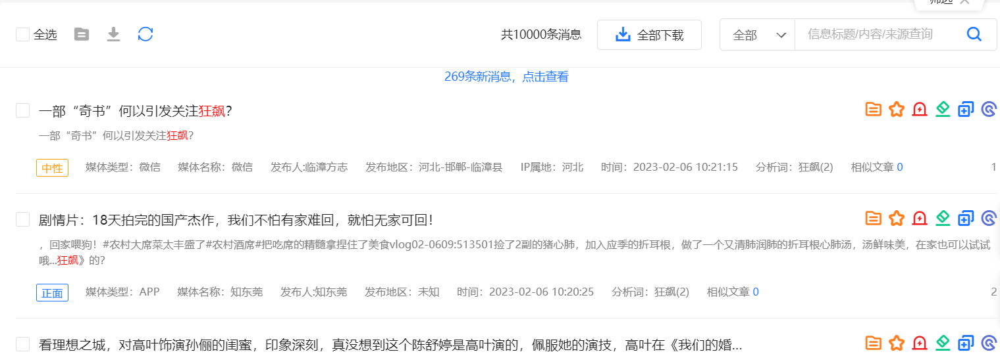 筛选
全选
共10000条消息
全部下载
全部
信息标题/内容/来源查询
269条新消息，点击查看
一部“奇书”何以引发关注狂飙？
一部“奇书”何以引发关注狂飙？
中性 媒体类型：微信 媒体名称：微信 发布人:临漳方志 发布地区：河北-邯郸-临漳县 IP属地：河北 时间：2023-02-06 10:21:15 分析词：狂飙(2) 相似文章 0 1
剧情片：18天拍完的国产杰作，我们不怕有家难回，就怕无家可回！
，回家喂狗！#农村大席菜太丰盛了#农村酒席#把吃席的精髓拿捏住了美食vlog02-0609:513501捡了2副的猪心肺，加入应季的折耳根，做了一个又清肺润肺的折耳根心肺汤，汤鲜味美，在家也可以试试
哦...狂飙》的？
正面 媒体类型：APP 媒体名称：知东莞 发布人:知东莞 发布地区：未知 时间：2023-02-06 10:20:25 分析词：狂飙(2) 相似文章 0 2
看理想之城，对高叶饰演孙俪的闺蜜，印象深刻，真没想到这个陈舒婷是高叶演的，佩服她的演技，高叶在《我们的婚...